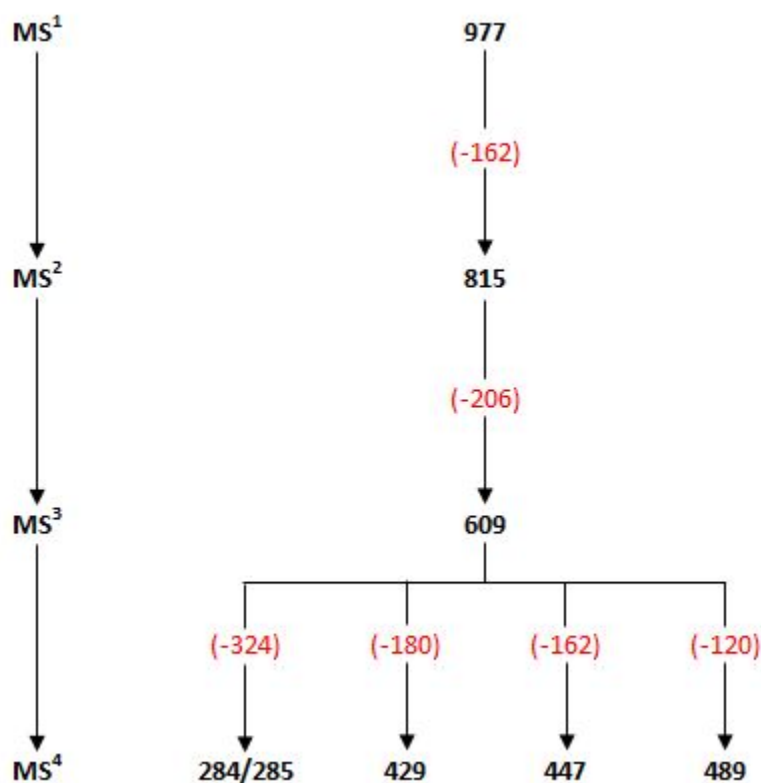 MS¹ 977
(-162)
MS² 815
(-206)
MS³ 609
(-324) (-180) (-162) (-120)
MS⁴ 284/285 429 447 489